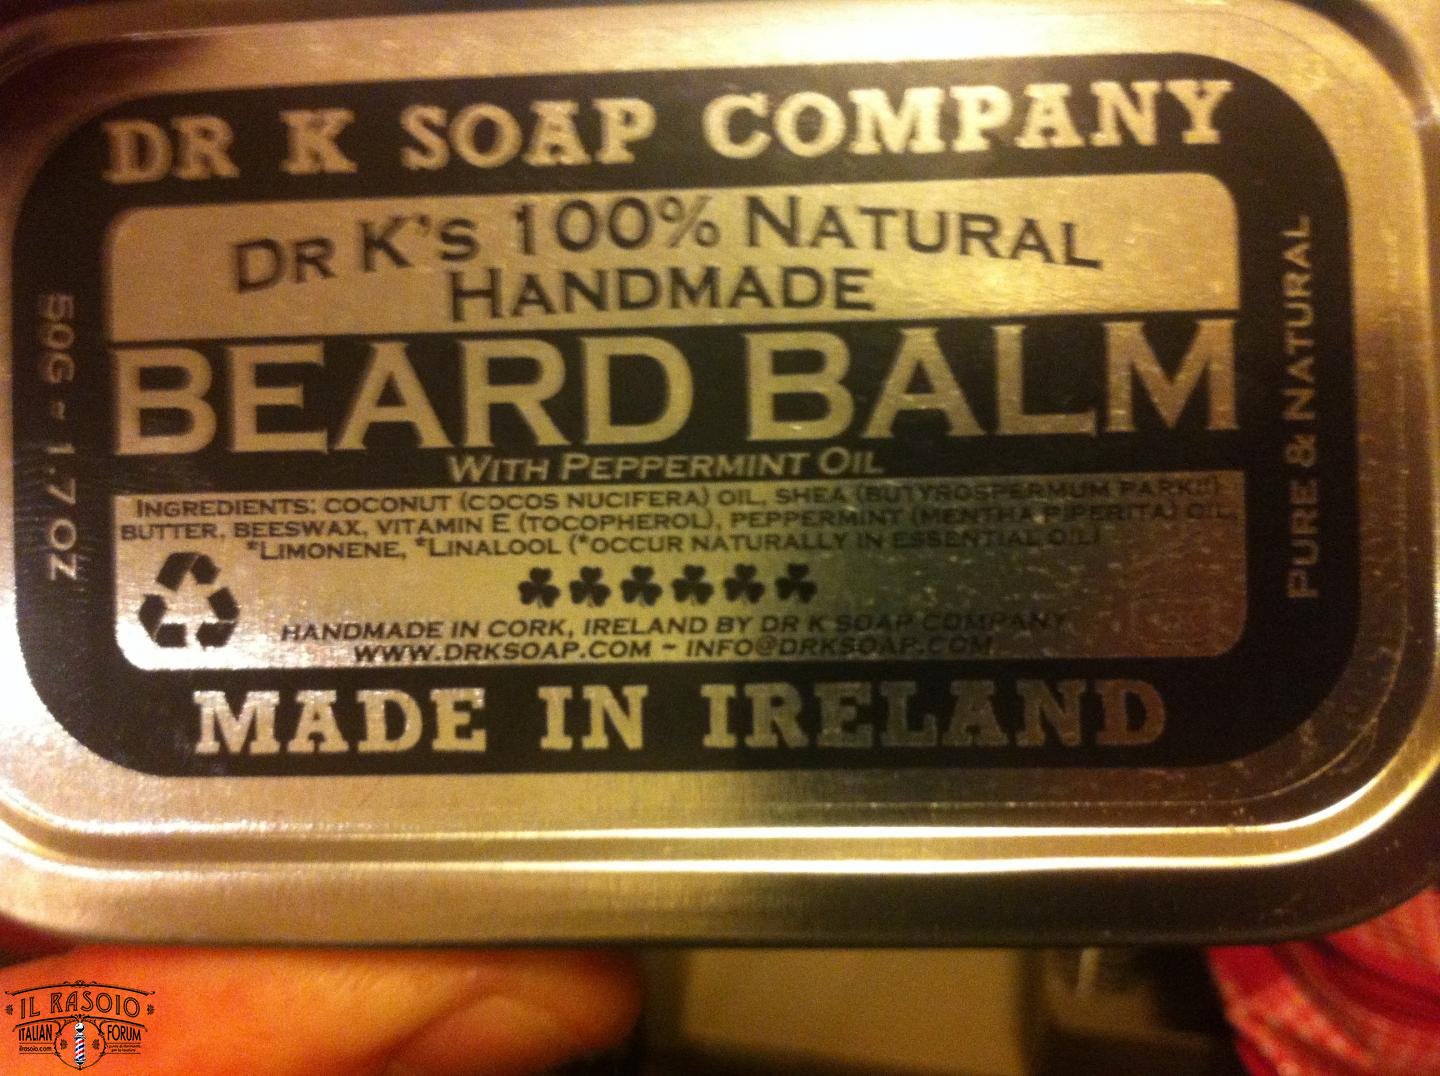 DR K SOAP COMPANY
DR K'S 100% NATURAL
HANDMADE
BEARD BALM
WITH PEPPERMINT OIL
INGREDIENTS: COCONUT (COCOS NUCIFERA) OIL, SHEA (BUTYROSPERMUM PARKII)
BUTTER, BEESWAX, VITAMIN E (TOCOPHEROL), PEPPERMINT (MENTHA PIPERITA) OIL,
*LIMONENE, *LINALOOL (*OCCUR NATURALLY IN ESSENTIAL OIL)
HANDMADE IN CORK, IRELAND BY DR K SOAP COMPANY
WWW.DRKSOAP.COM ~ INFO@DRKSOAP.COM
MADE IN IRELAND
50G - 1.7 OZ
PURE & NATURAL
IL RASOIO
ITALIAN FORUM
ilrasoio.com